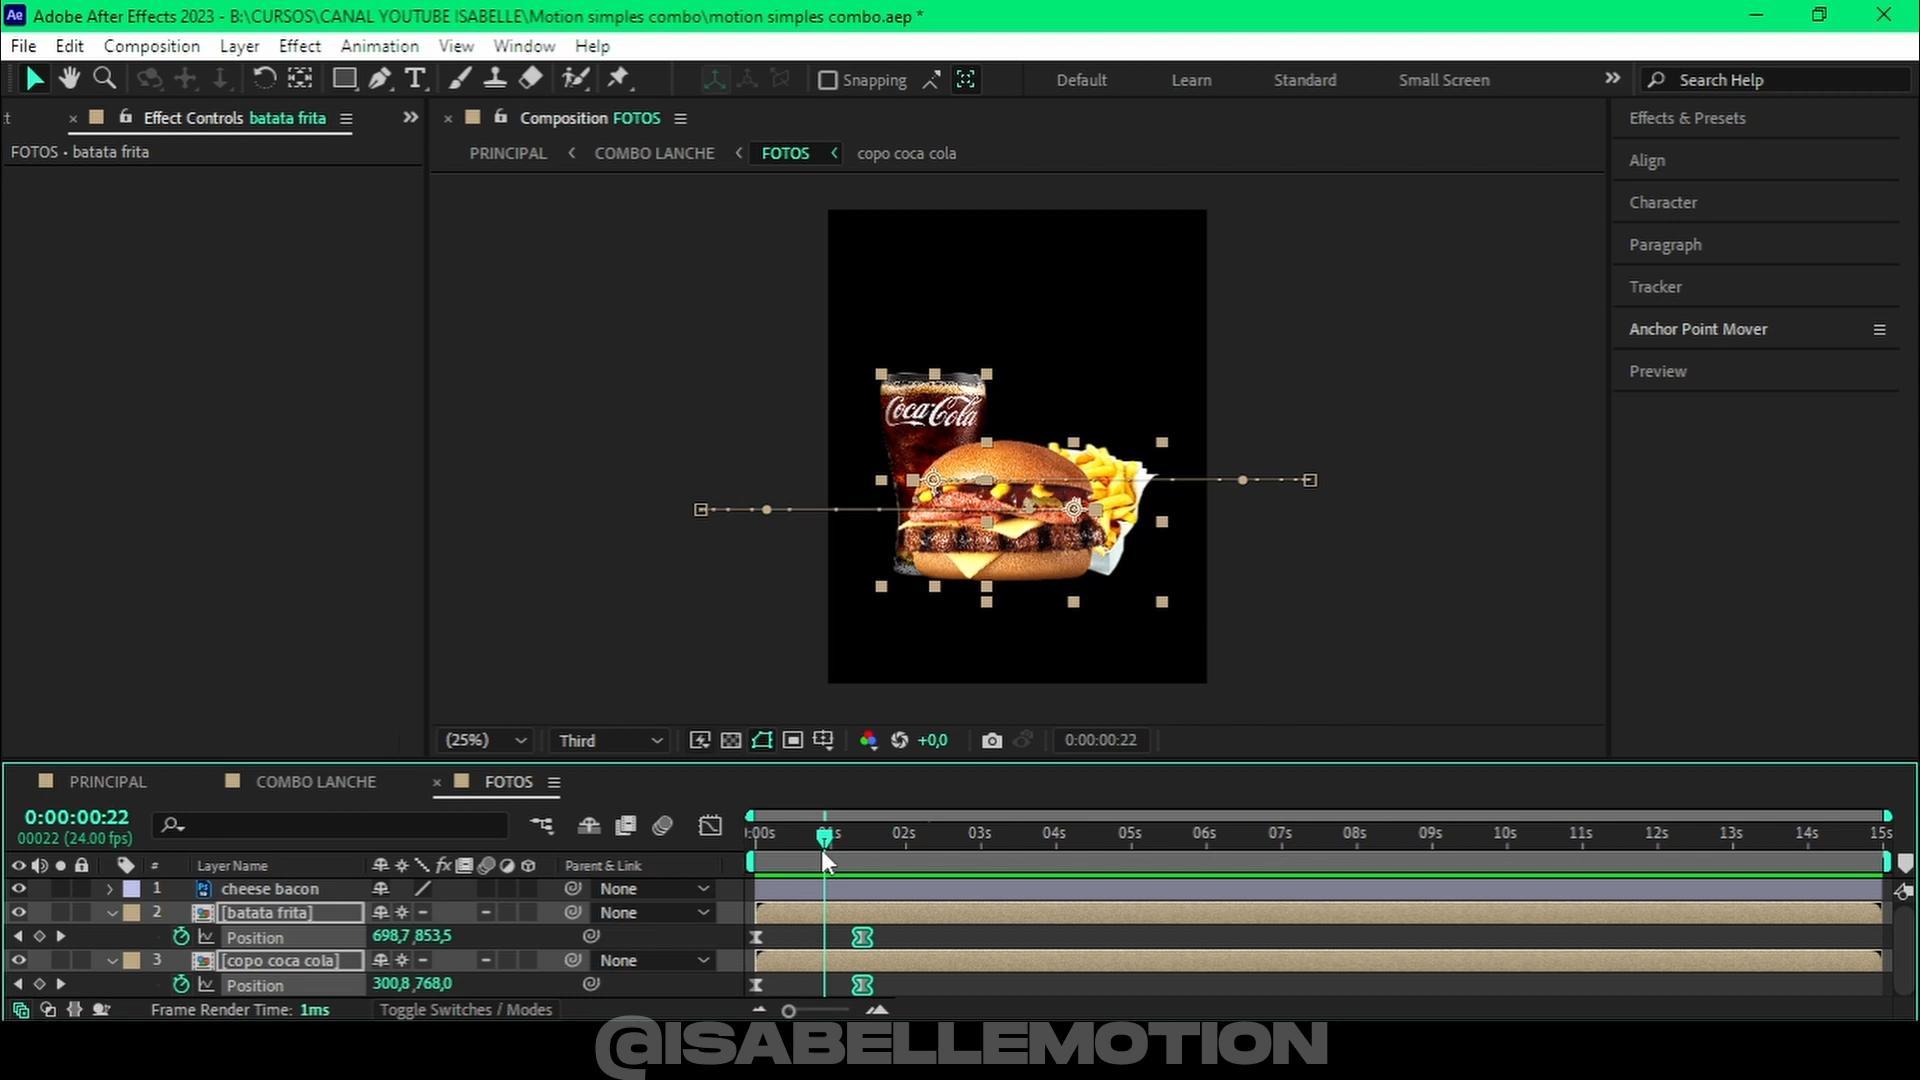 Ae Adobe After Effects 2023 - B:\CURSOS\CANAL YOUTUBE ISABELLE\Motion simples combo\motion simples combo.aep *
File Edit Composition Layer Effect Animation View Window Help
Snapping Default Learn Standard Small Screen Search Help
Effect Controls batata frita
Composition FOTOS
Effects & Presets
FOTOS • batata frita
PRINCIPAL COMBO LANCHE FOTOS copo coca cola
Align
Character
Paragraph
Tracker
Anchor Point Mover
Preview
Coca-Cola
(25%) Third +0,0 0:00:00:22
PRINCIPAL COMBO LANCHE FOTOS
0:00:00:22
00022 (24.00 fps)
:00s 01s 02s 03s 04s 05s 06s 07s 08s 09s 10s 11s 12s 13s 14s 15s
# Layer Name fx Parent & Link
1 cheese bacon None
2 [batata frita] None
Position 698,7 ,853,5
3 [copo coca cola] None
Position 300,8 ,768,0
Frame Render Time: 1ms Toggle Switches / Modes
@ISABELLEMOTION